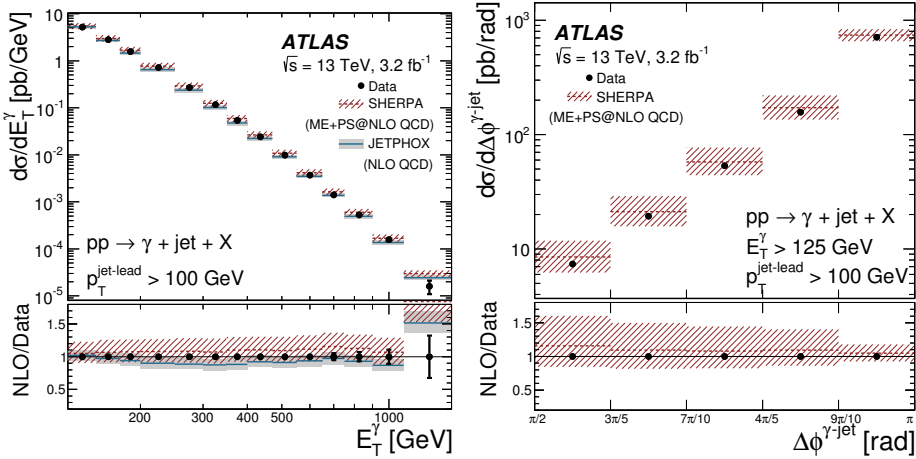 dσ/dE_T^γ [pb/GeV]
10
1
10⁻¹
10⁻²
10⁻³
10⁻⁴
10⁻⁵
ATLAS
√s = 13 TeV, 3.2 fb⁻¹
Data
SHERPA
(ME+PS@NLO QCD)
JETPHOX
(NLO QCD)
pp → γ + jet + X
p_T^jet-lead > 100 GeV
NLO/Data
1.5
1
0.5
200 300 400 500 1000
E_T^γ [GeV]
dσ/dΔφ^γ-jet [pb/rad]
10³
10²
10
ATLAS
√s = 13 TeV, 3.2 fb⁻¹
Data
SHERPA
(ME+PS@NLO QCD)
pp → γ + jet + X
E_T^γ > 125 GeV
p_T^jet-lead > 100 GeV
NLO/Data
1.5
1
0.5
π/2 3π/5 7π/10 4π/5 9π/10 π
Δφ^γ-jet [rad]